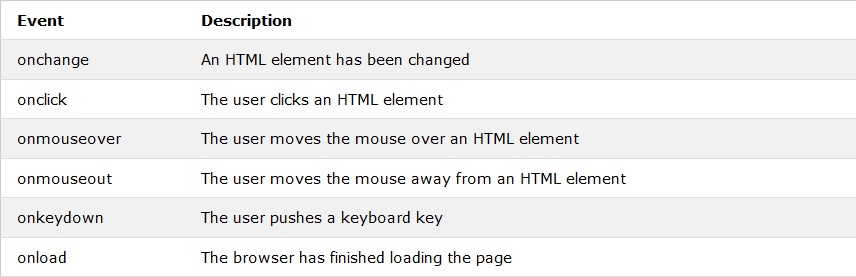 Event Description
onchange An HTML element has been changed
onclick The user clicks an HTML element
onmouseover The user moves the mouse over an HTML element
onmouseout The user moves the mouse away from an HTML element
onkeydown The user pushes a keyboard key
onload The browser has finished loading the page